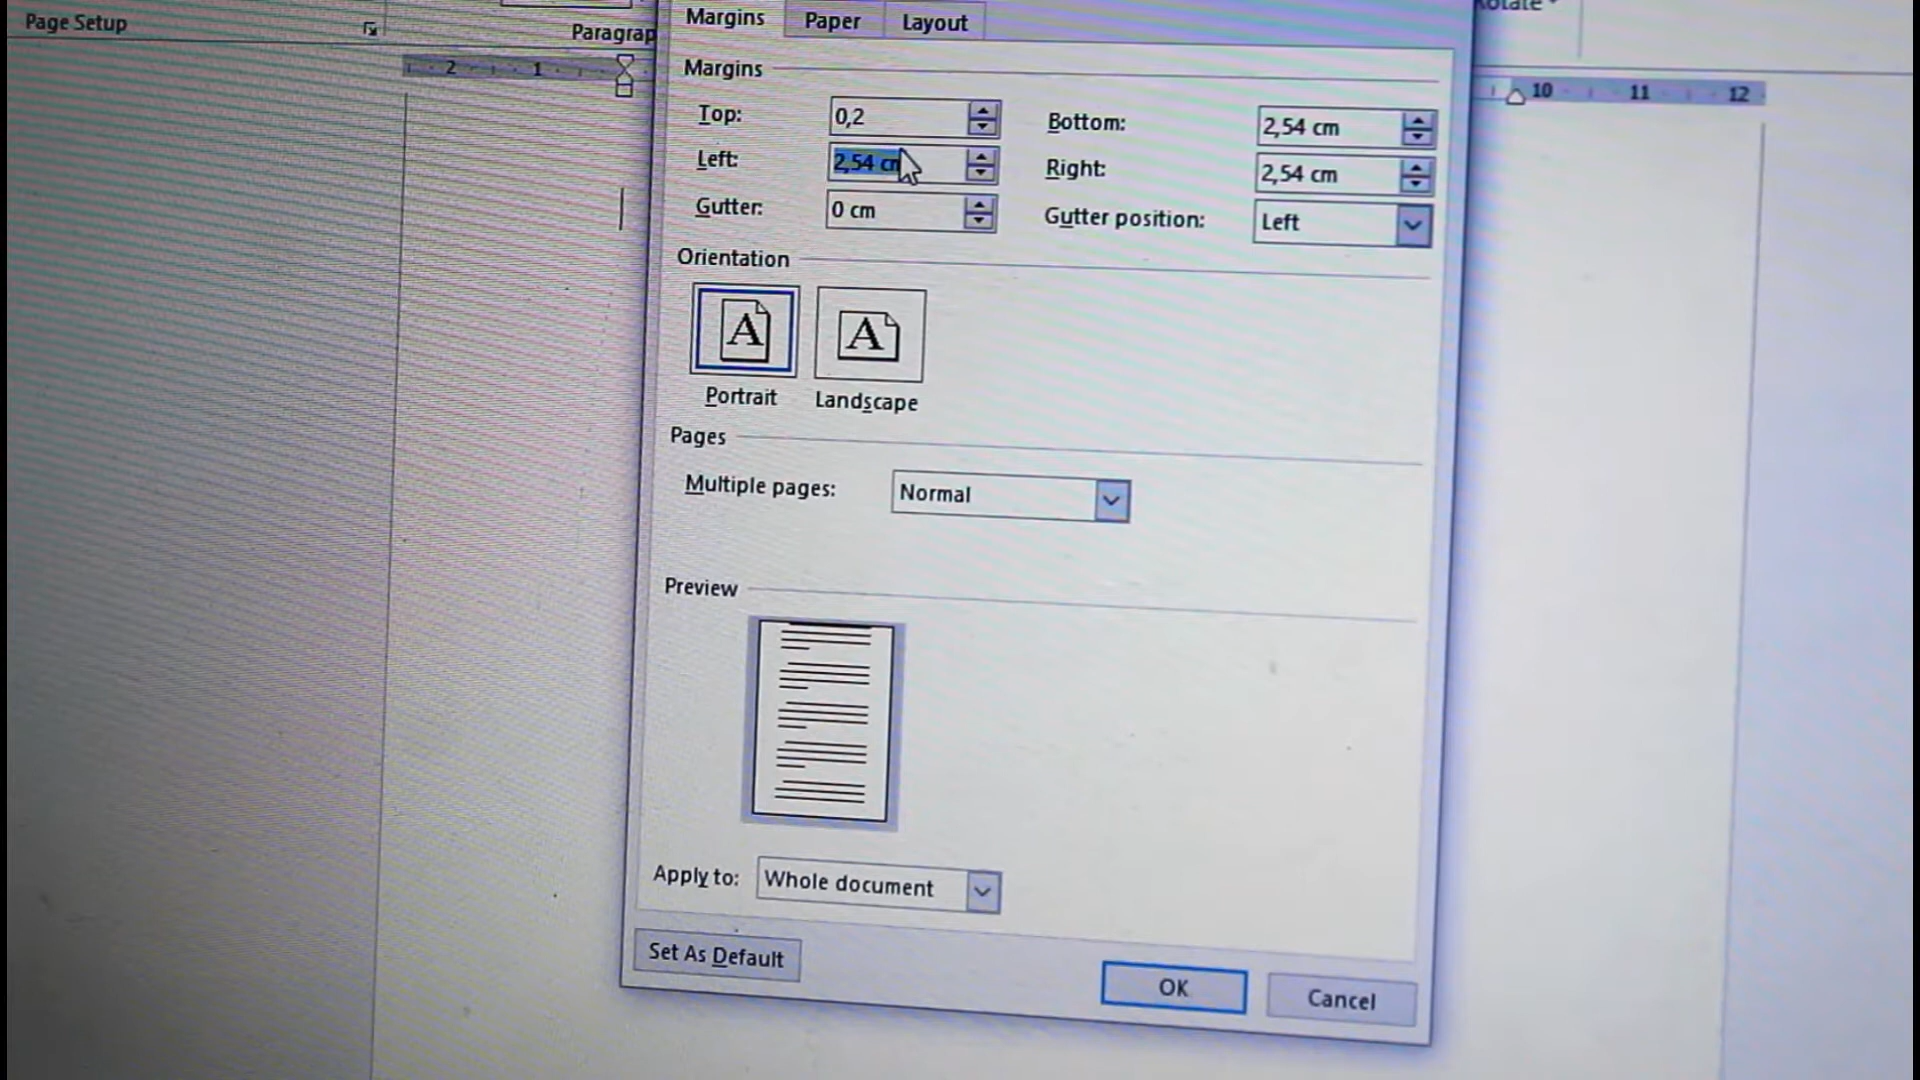 Page Setup
Paragrap
Margins Paper Layout
2 1
10 11 12
Margins
Top: 0,2 Bottom: 2,54 cm
Left: 2,54 cm Right: 2,54 cm
Gutter: 0 cm Gutter position: Left
Orientation
A A
Portrait Landscape
Pages
Multiple pages: Normal
Preview
Apply to: Whole document
Set As Default
OK Cancel